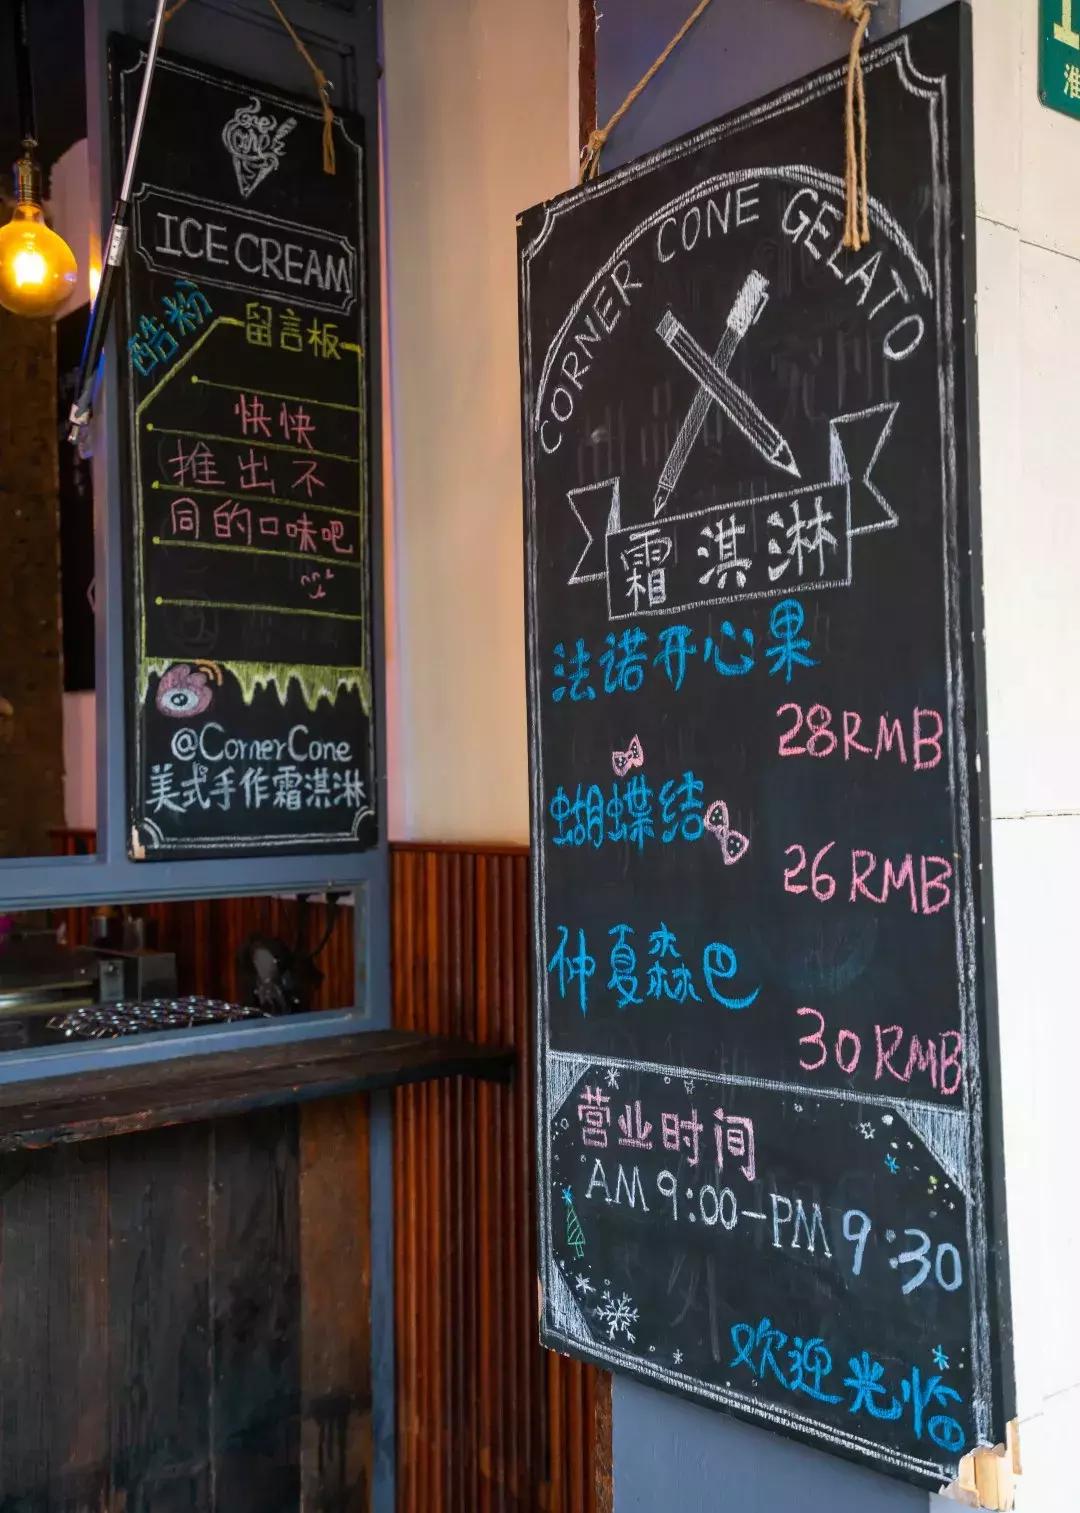 Cone
ICE CREAM
酷粉
留言板
快快
推出不
同的口味吧
@CornerCone
美式手作霜淇淋
CORNER CONE GELATO
霜淇淋
法诺开心果
28RMB
蝴蝶结
26RMB
仲夏森巴
30RMB
营业时间
AM 9:00-PM 9:30
欢迎光临
淮